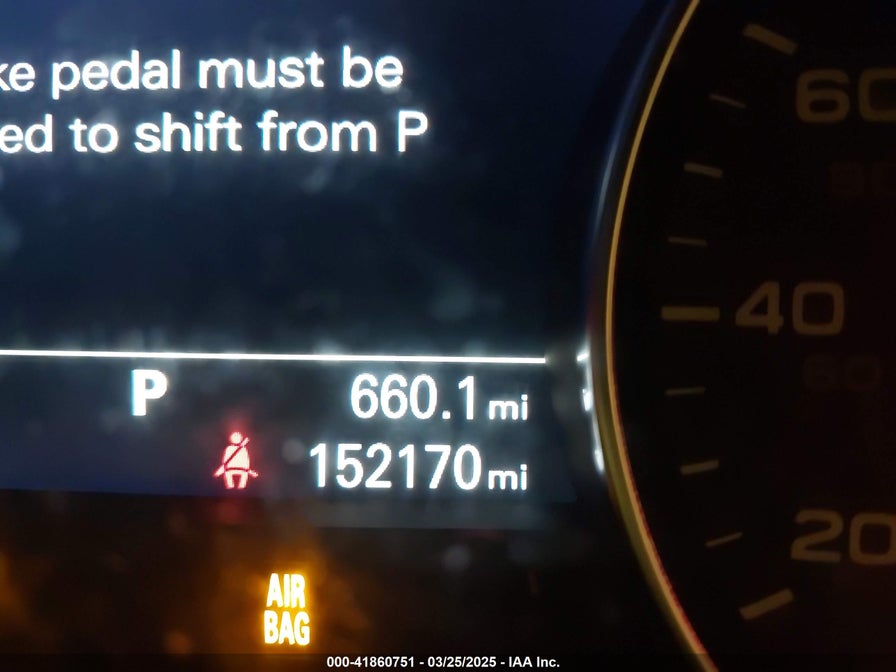 ke pedal must be
ed to shift from P
60
40
P 660.1 mi
152170 mi
20
AIR
BAG
000-41860751 - 03/25/2025 - IAA Inc.